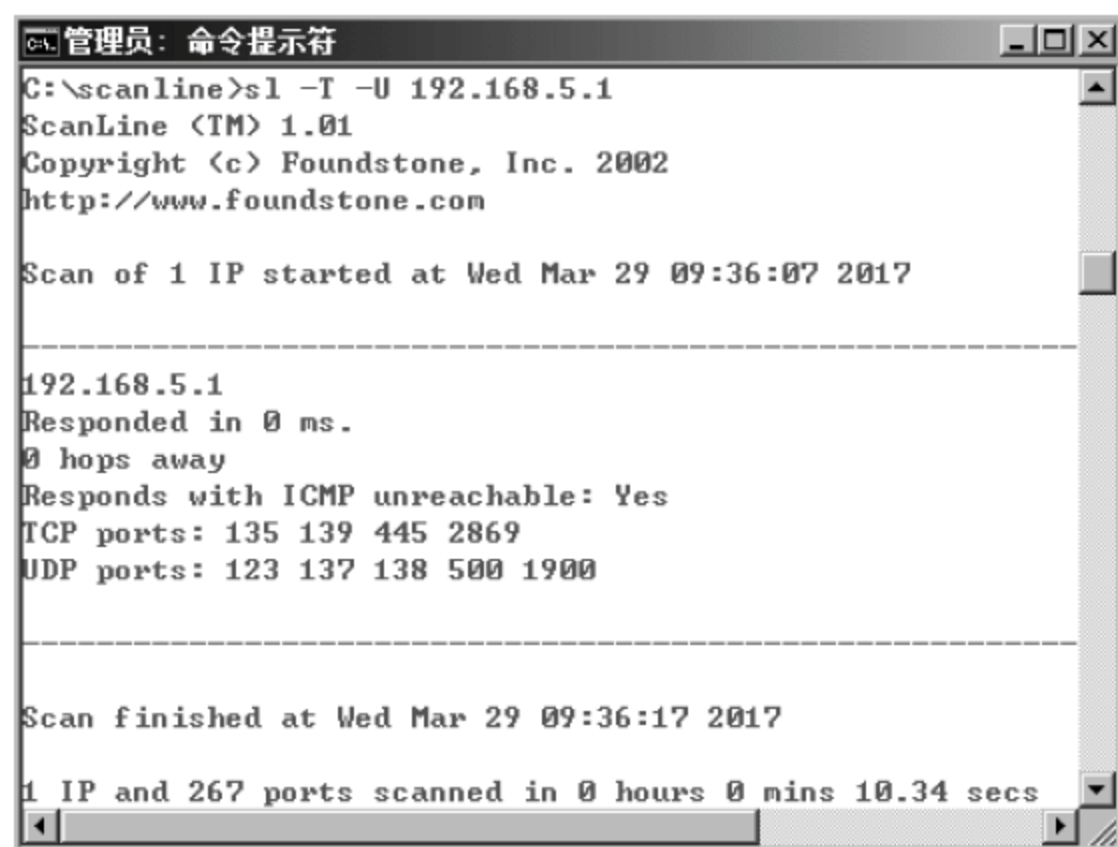 管理员: 命令提示符
C:\scanline>sl -T -U 192.168.5.1
ScanLine (TM) 1.01
Copyright (c) Foundstone, Inc. 2002
http://www.foundstone.com
Scan of 1 IP started at Wed Mar 29 09:36:07 2017
-------------------------------------------------------------
192.168.5.1
Responded in 0 ms.
0 hops away
Responds with ICMP unreachable: Yes
TCP ports: 135 139 445 2869
UDP ports: 123 137 138 500 1900
-------------------------------------------------------------
Scan finished at Wed Mar 29 09:36:17 2017
1 IP and 267 ports scanned in 0 hours 0 mins 10.34 secs